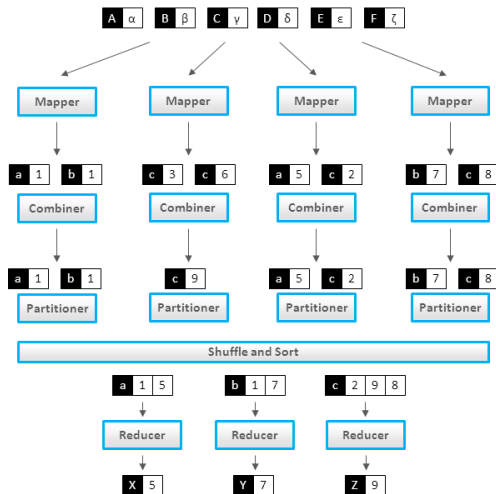 A α B β C γ D δ E ε F ζ
Mapper Mapper Mapper Mapper
a 1 b 1 c 3 c 6 a 5 c 2 b 7 c 8
Combiner Combiner Combiner Combiner
a 1 b 1 c 9 a 5 c 2 b 7 c 8
Partitioner Partitioner Partitioner Partitioner
Shuffle and Sort
a 1 5 b 1 7 c 2 9 8
Reducer Reducer Reducer
X 5 Y 7 Z 9